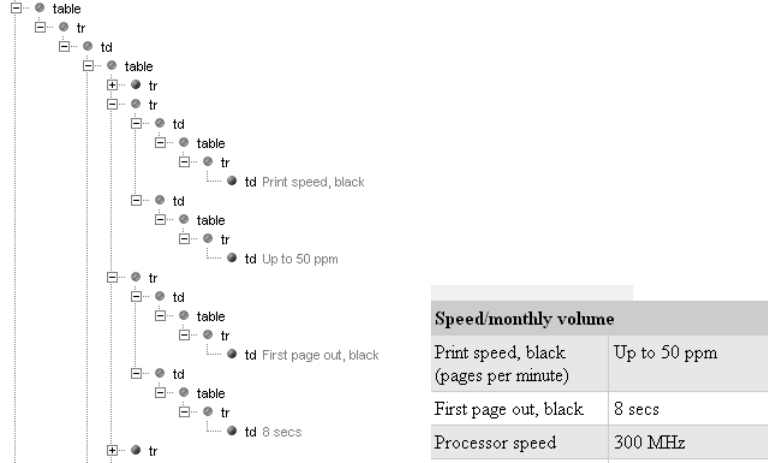 table
tr
td
table
tr
tr
td
table
tr
td Print speed, black
td
table
tr
td Up to 50 ppm
tr
td
table
tr
td First page out, black
td
table
tr
td 8 secs
tr
Speed/monthly volume
Print speed, black Up to 50 ppm
(pages per minute)
First page out, black 8 secs
Processor speed 300 MHz